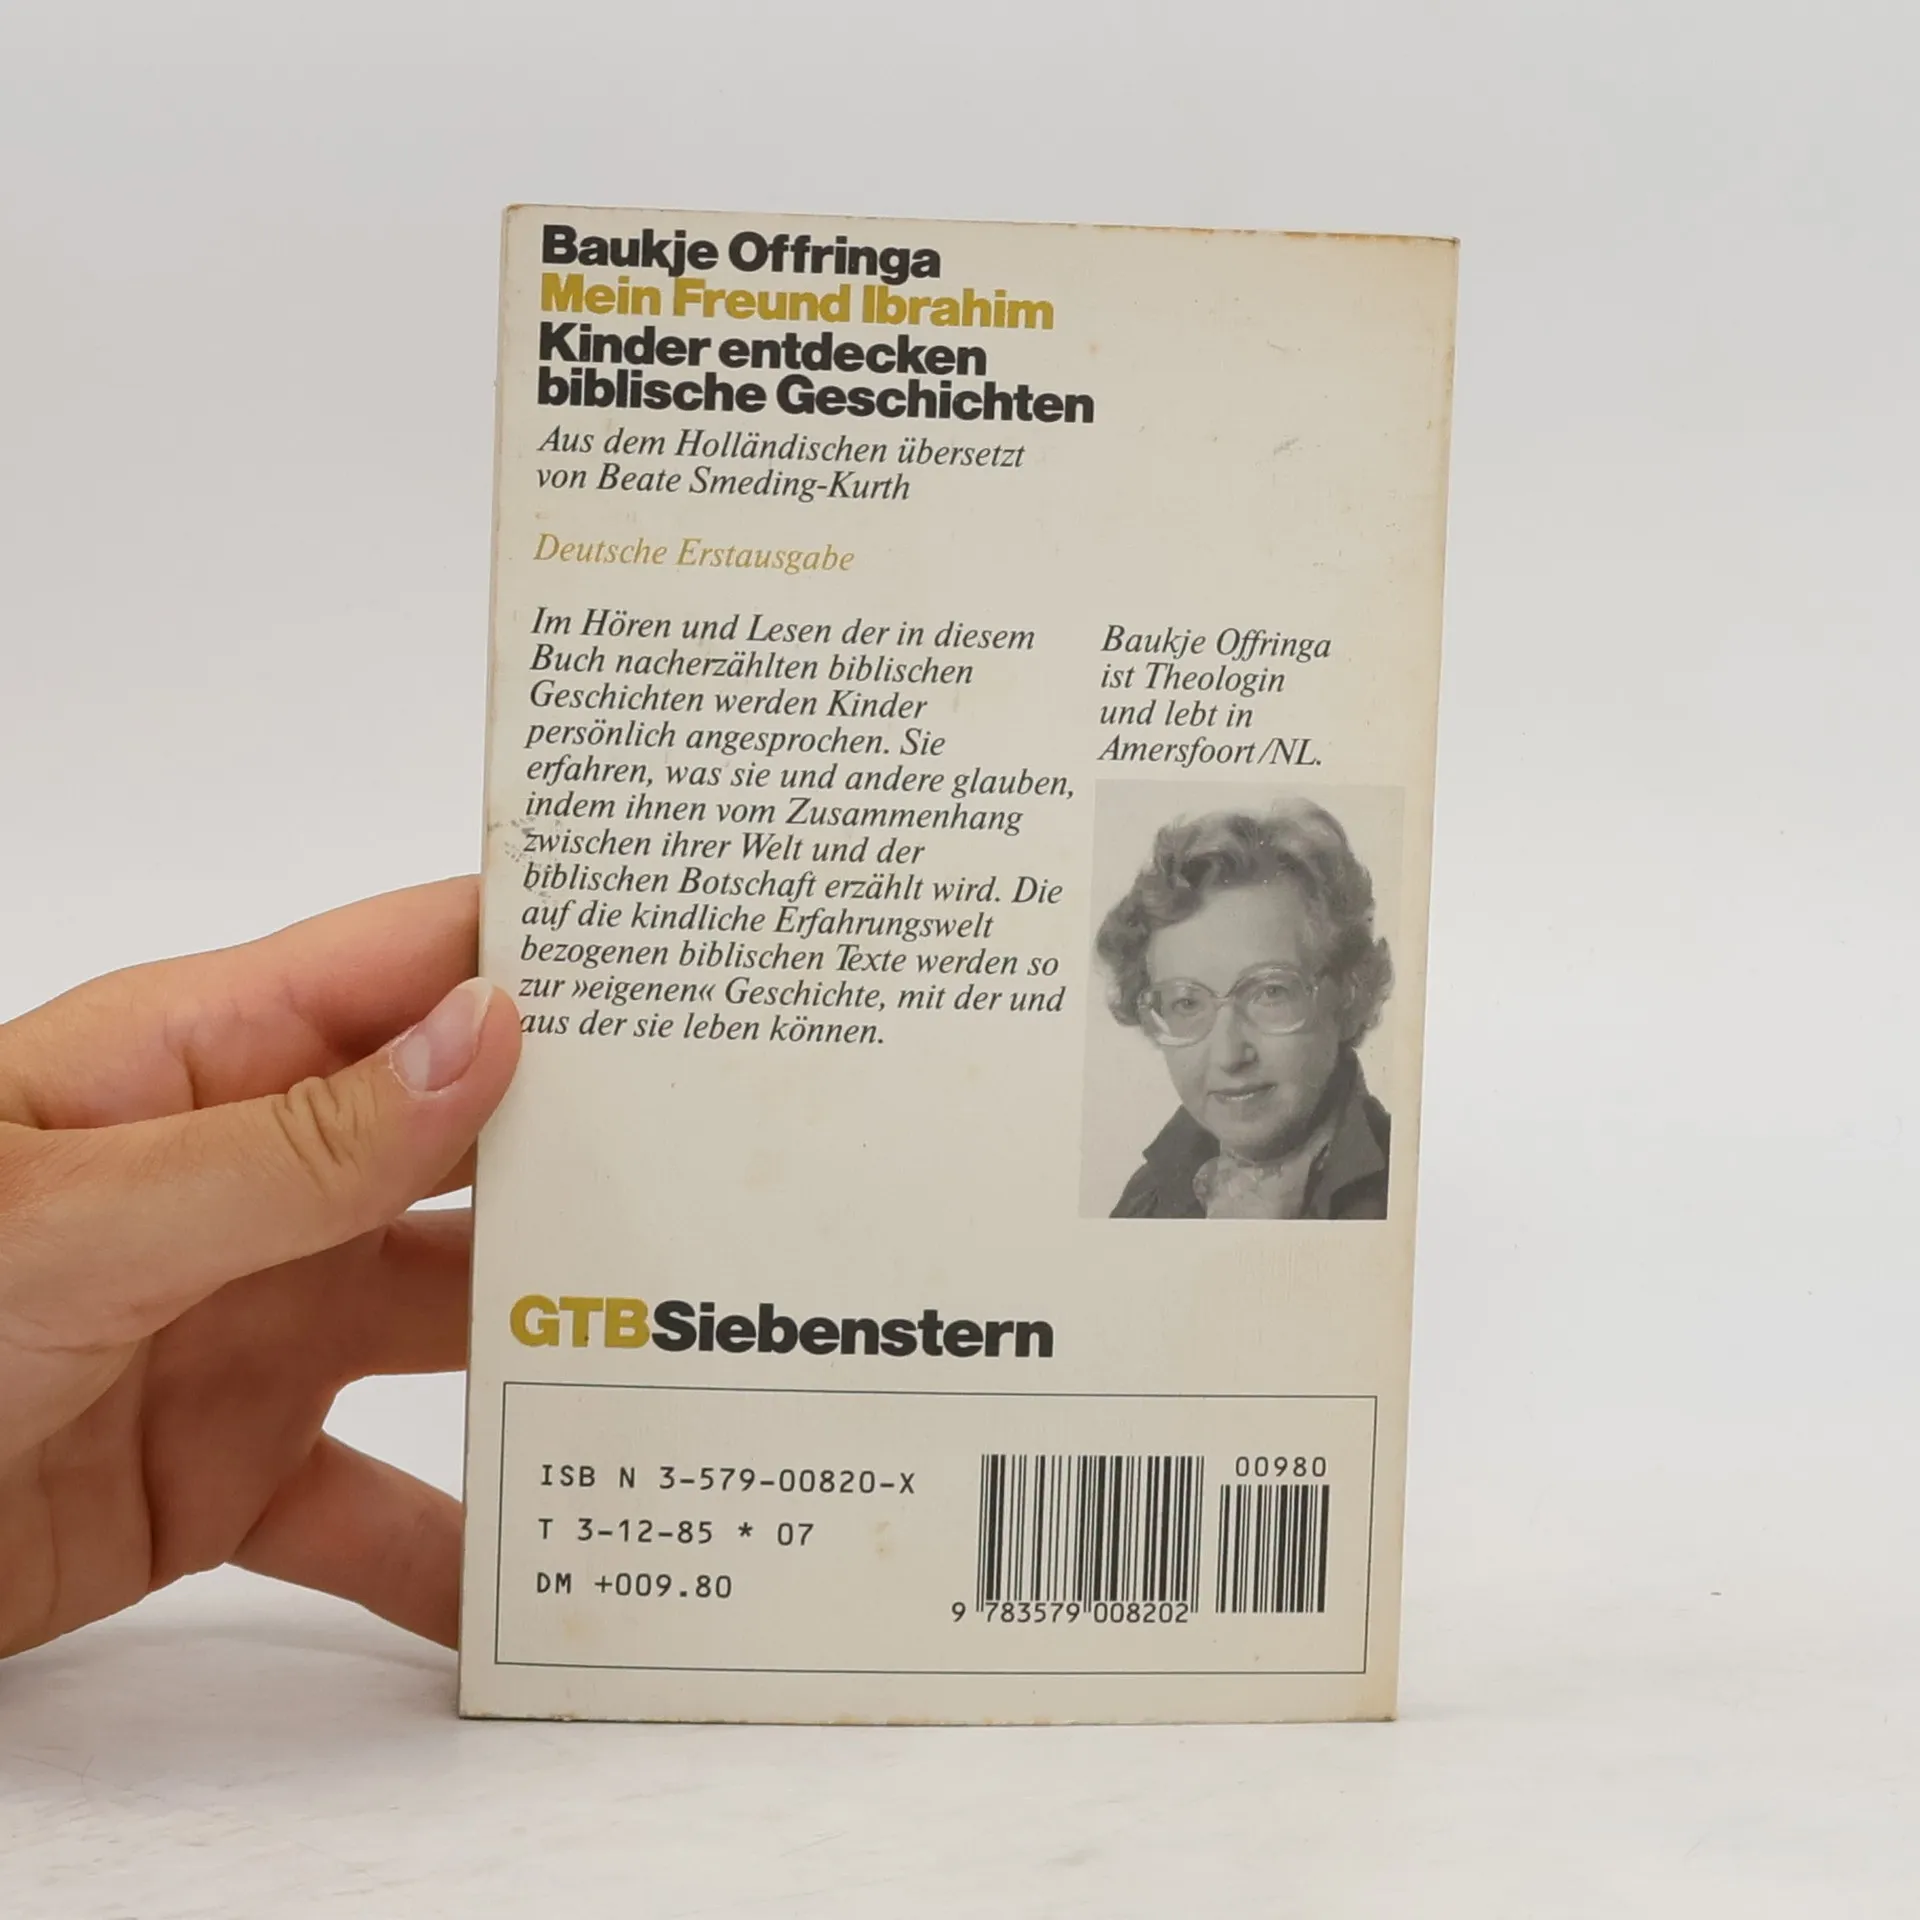 Baukje Offringa
Mein Freund Ibrahim
Kinder entdecken
biblische Geschichten
Aus dem Holländischen übersetzt
von Beate Smeding-Kurth
Deutsche Erstausgabe
Im Hören und Lesen der in diesem
Buch nacherzählten biblischen
Geschichten werden Kinder
persönlich angesprochen. Sie
erfahren, was sie und andere glauben,
indem ihnen vom Zusammenhang
zwischen ihrer Welt und der
biblischen Botschaft erzählt wird. Die
auf die kindliche Erfahrungswelt
bezogenen biblischen Texte werden so
zur »eigenen« Geschichte, mit der und
aus der sie leben können.
Baukje Offringa
ist Theologin
und lebt in
Amersfoort/NL.
GTBSiebenstern
ISB N 3-579-00820-X
T 3-12-85 * 07
DM +009.80
00980
9 783579 008202